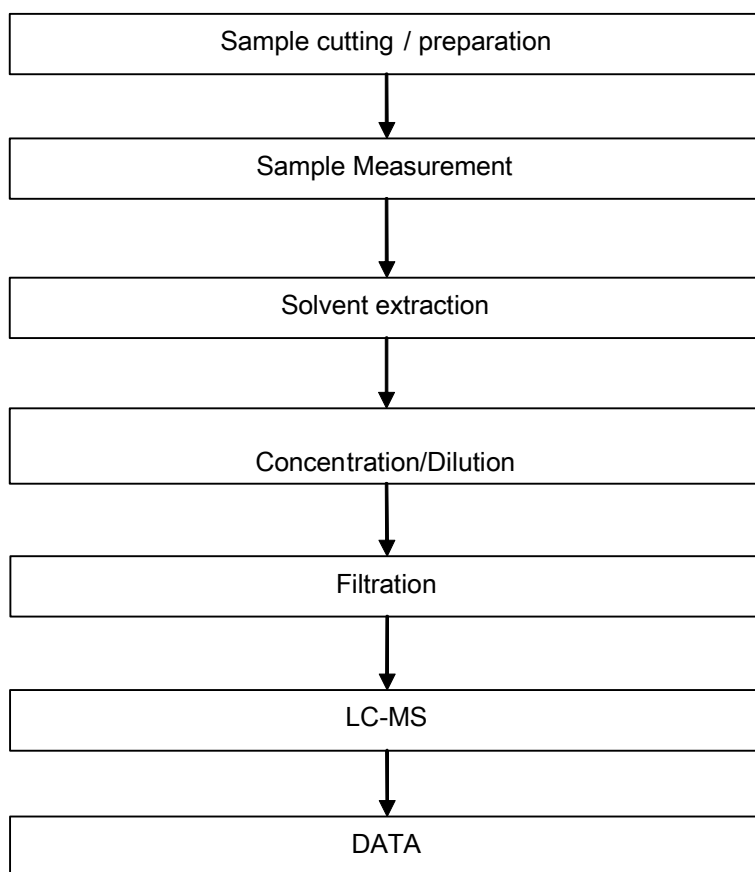 Sample cutting / preparation
Sample Measurement
Solvent extraction
Concentration/Dilution
Filtration
LC-MS
DATA